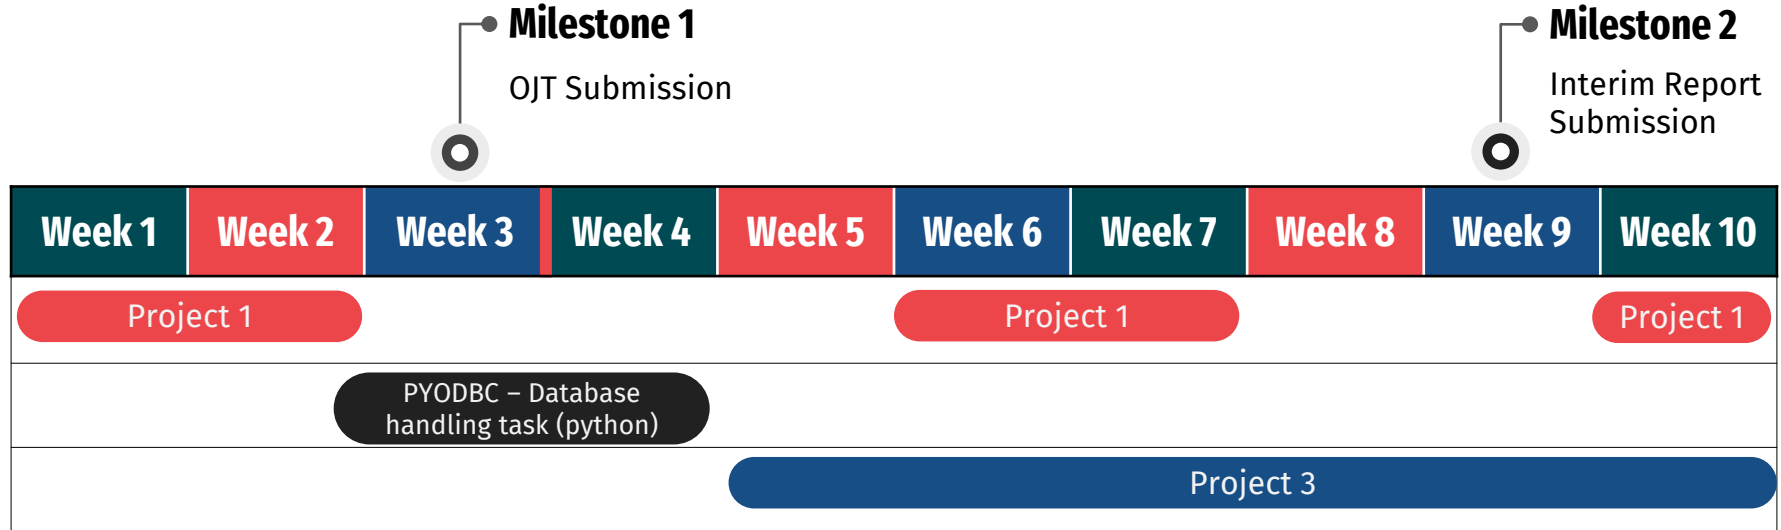 Milestone 1
OJT Submission
Milestone 2
Interim Report
Submission
Week 1 Week 2 Week 3 Week 4 Week 5 Week 6 Week 7 Week 8 Week 9 Week 10
Project 1 Project 1 Project 1
PYODBC – Database
handling task (python)
Project 3